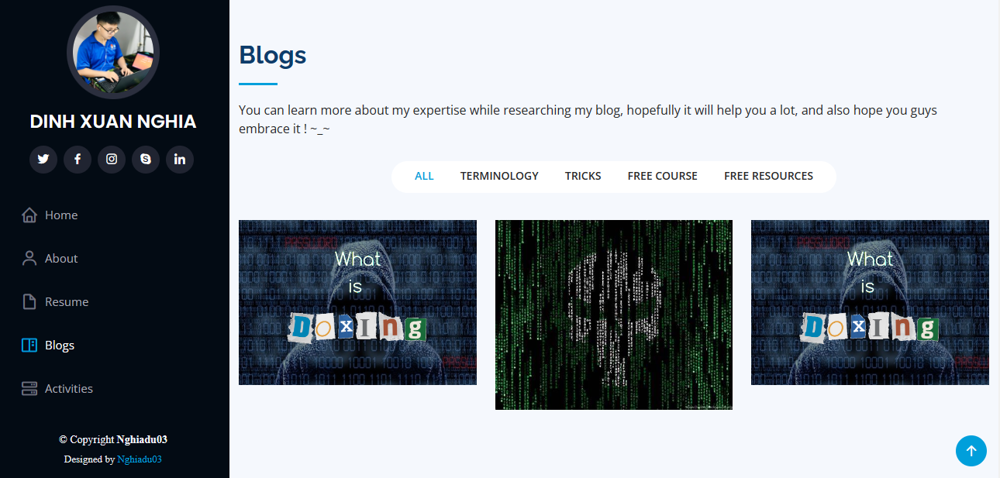 DINH XUAN NGHIA
Home
About
Resume
Blogs
Activities
© Copyright Nghiadu03
Designed by Nghiadu03
Blogs
You can learn more about my expertise while researching my blog, hopefully it will help you a lot, and also hope you guys
embrace it ! ~_~
ALL TERMINOLOGY TRICKS FREE COURSE FREE RESOURCES
PASSWORD
What
is
Doxing
PASSWORD
What
is
Doxing